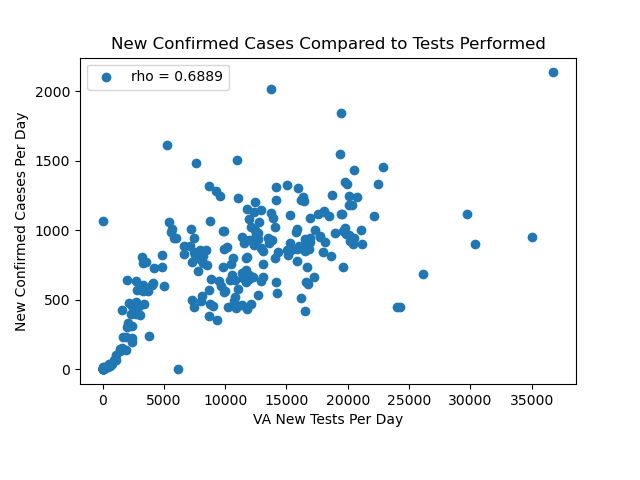 New Confirmed Cases Compared to Tests Performed
rho = 0.6889
New Confirmed Caeses Per Day
2000
1500
1000
500
0
0 5000 10000 15000 20000 25000 30000 35000
VA New Tests Per Day